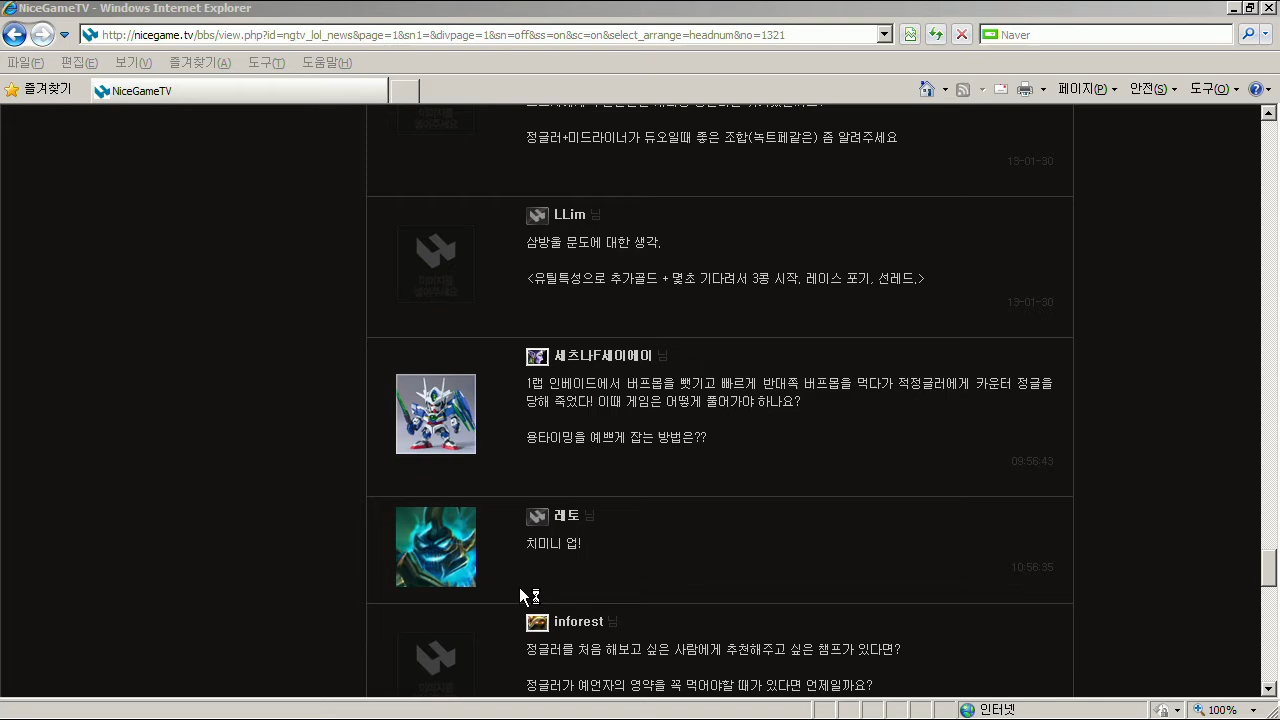 NiceGameTV - Windows Internet Explorer
http://nicegame.tv/bbs/view.php?id=ngtv_lol_news&page=1&sn1=&divpage=1&sn=off&ss=on&sc=on&select_arrange=headnum&no=1321
Naver
파일(F) 편집(E) 보기(V) 즐겨찾기(A) 도구(T) 도움말(H)
즐겨찾기 NiceGameTV 페이지(P) 안전(S) 도구(O)
정글러+미드라이너가 듀오일때 좋은 조합(녹트페같은) 좀 알려주세요
13-01-30
LLim 님
삼방울 문도에 대한 생각.
<유틸특성으로 추가골드 + 몇초 기다려서 3콩 시작. 레이스 포기, 선레드.>
13-01-30
세츠나F세이에이 님
1랩 인베이드에서 버프몹을 뺏기고 빠르게 반대쪽 버프몹을 먹다가 적정글러에게 카운터 정글을
당해 죽었다! 이때 게임은 어떻게 풀어가야 하나요?
용타이밍을 예쁘게 잡는 방법은??
09:56:43
레토 님
치미니 업!
10:56:35
inforest 님
정글러를 처음 해보고 싶은 사람에게 추천해주고 싶은 챔프가 있다면?
정글러가 예언자의 영약을 꼭 먹어야할 때가 있다면 언제일까요?
인터넷 100%